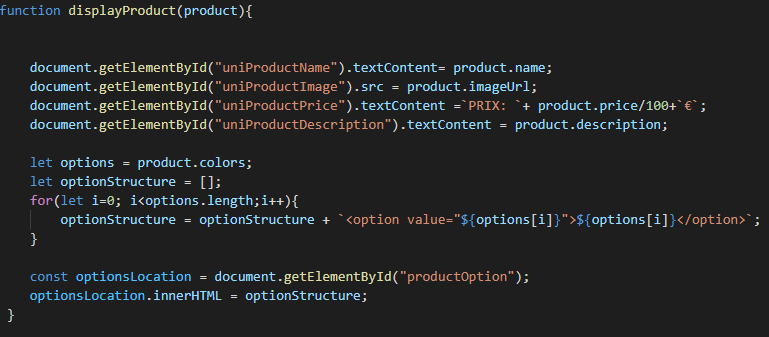 function displayProduct(product){
document.getElementById("uniProductName").textContent= product.name;
document.getElementById("uniProductImage").src = product.imageUrl;
document.getElementById("uniProductPrice").textContent =`PRIX: `+ product.price/100+`€`;
document.getElementById("uniProductDescription").textContent = product.description;
let options = product.colors;
let optionStructure = [];
for(let i=0; i<options.length;i++){
optionStructure = optionStructure + `<option value="${options[i]}">${options[i]}</option>`;
}
const optionsLocation = document.getElementById("productOption");
optionsLocation.innerHTML = optionStructure;
}